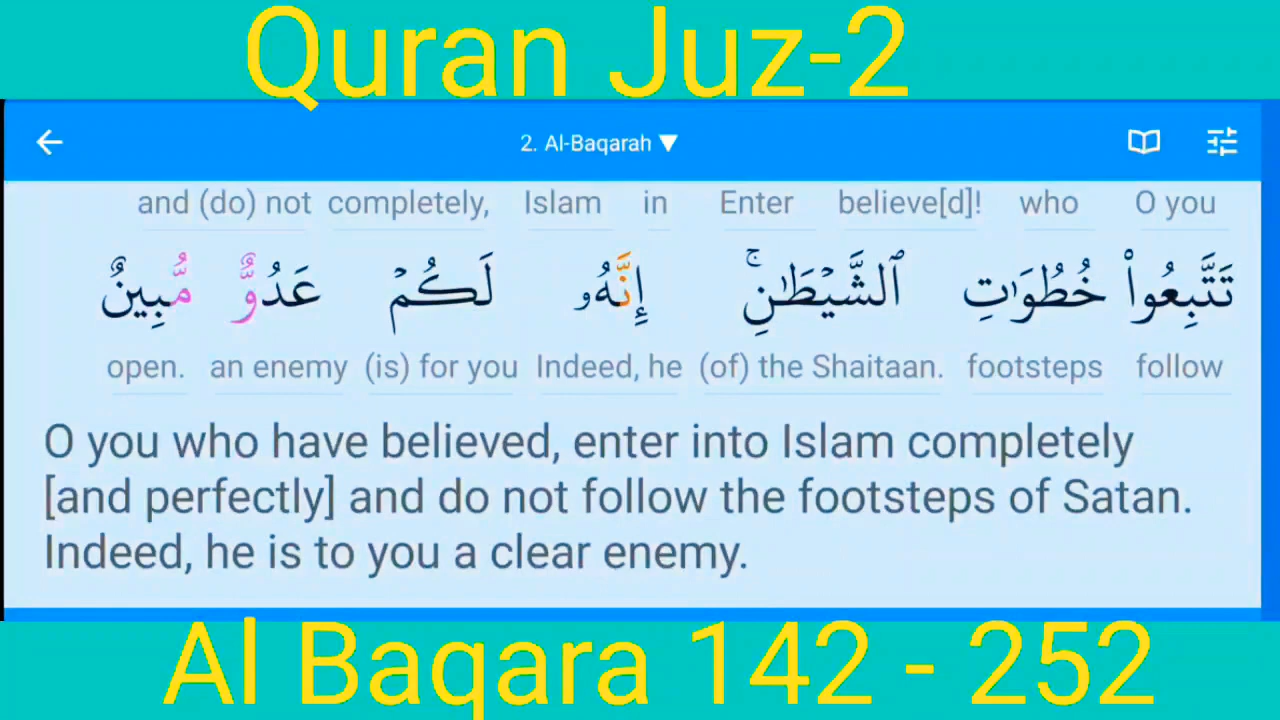 Quran Juz-2
2. Al-Baqarah ▼
and (do) not completely, Islam in Enter believe[d]! who O you
تَتَّبِعُوا۟ خُطُوَٰتِ ٱلشَّيْطَـٰنِ ۚ إِنَّهُۥ لَكُمْ عَدُوٌّ مُّبِينٌ
open. an enemy (is) for you Indeed, he (of) the Shaitaan. footsteps follow
O you who have believed, enter into Islam completely
[and perfectly] and do not follow the footsteps of Satan.
Indeed, he is to you a clear enemy.
Al Baqara 142 - 252